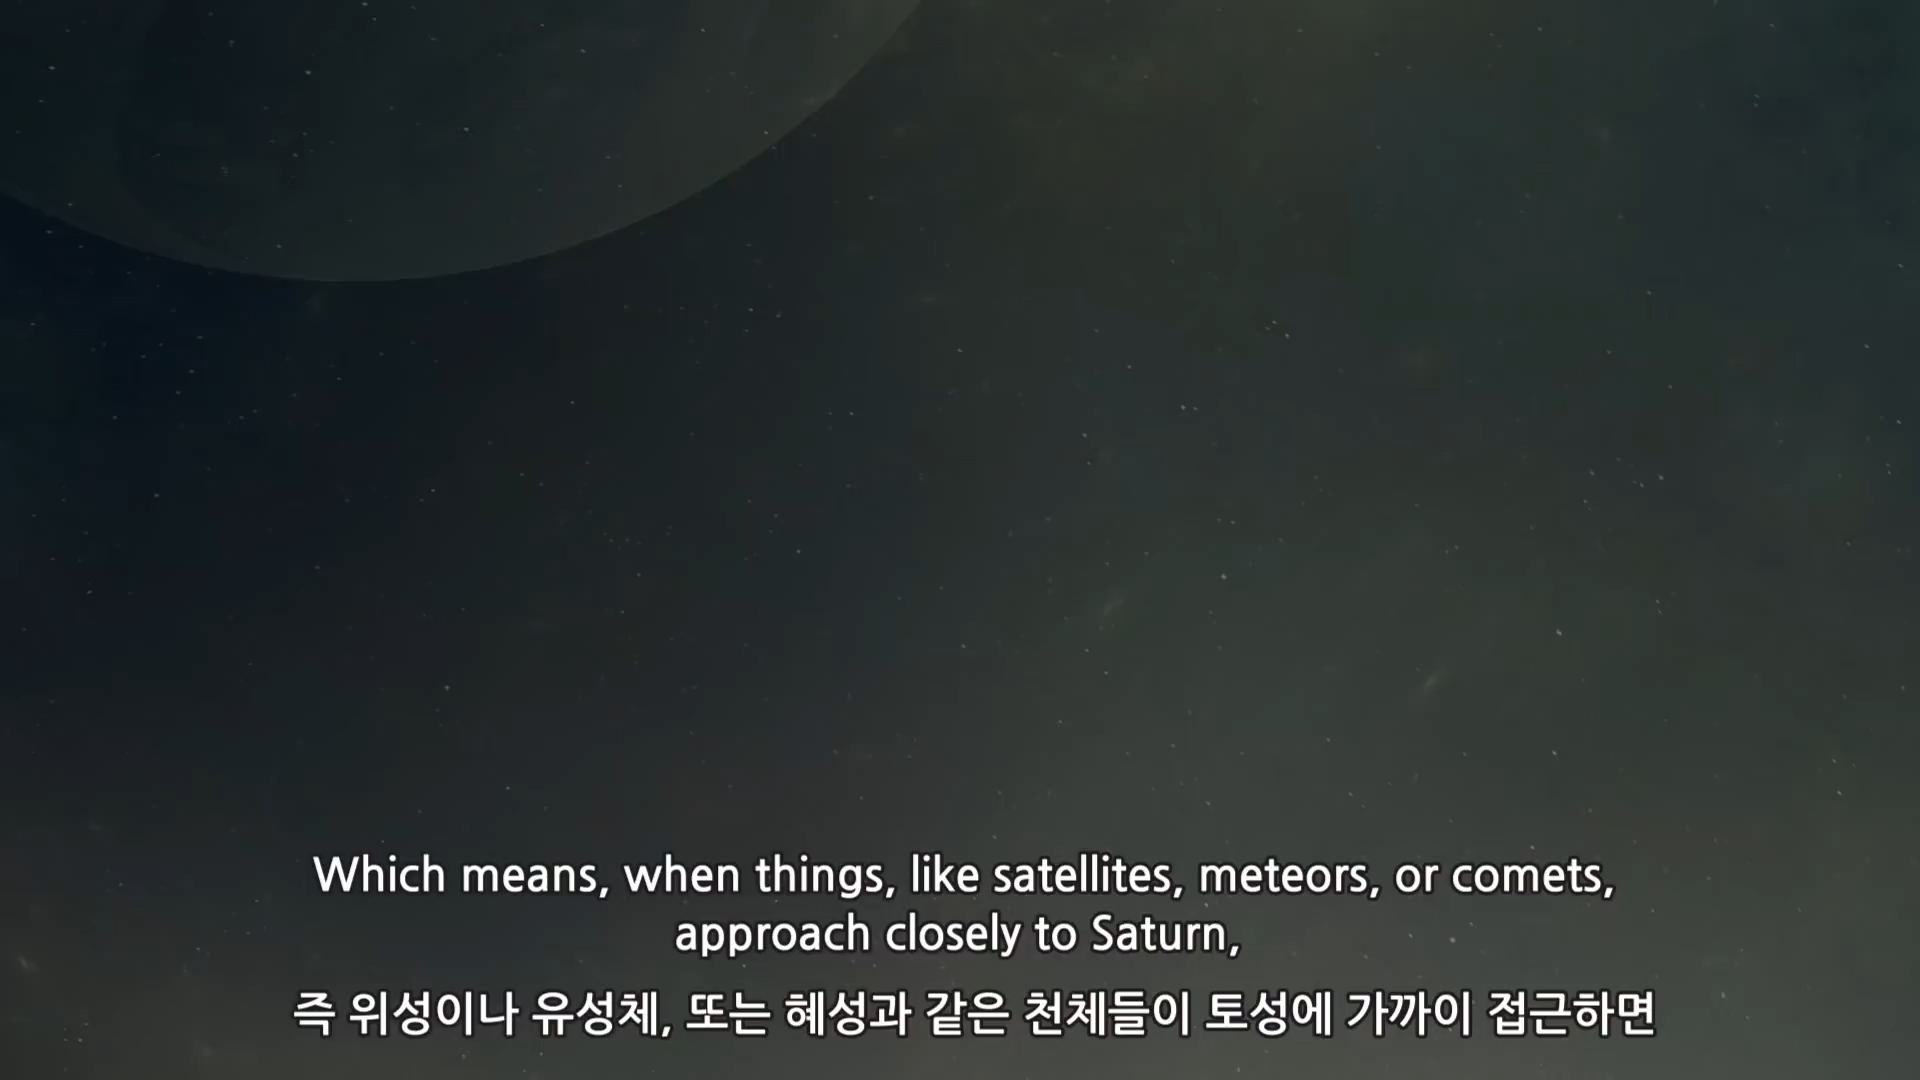 Which means, when things, like satellites, meteors, or comets,
approach closely to Saturn,
즉 위성이나 유성체, 또는 혜성과 같은 천체들이 토성에 가까이 접근하면